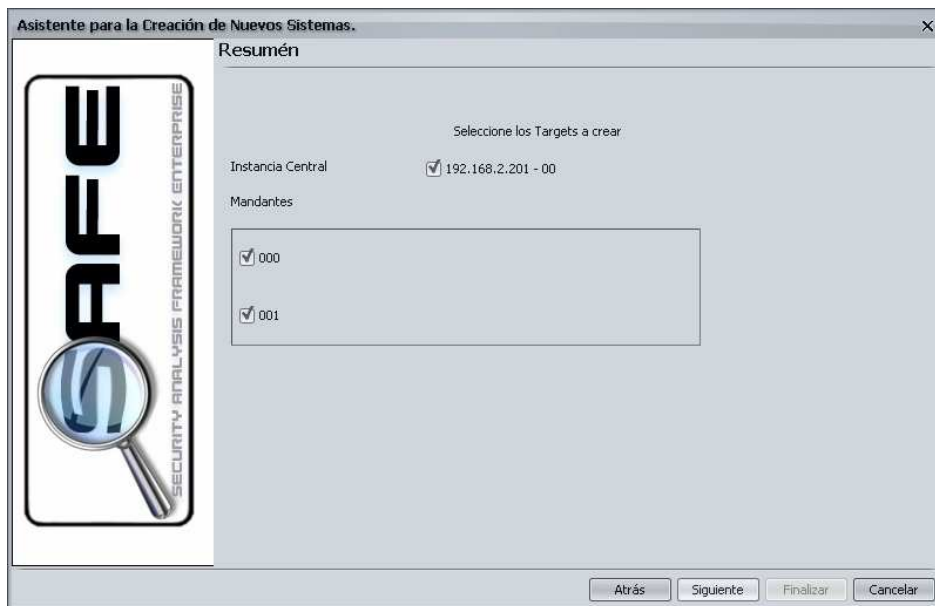 Asistente para la Creación de Nuevos Sistemas.
Resumén
SAFE
SECURITY ANALYSIS FRAMEWORK ENTERPRISE
Seleccione los Targets a crear
Instancia Central
192.168.2.201 - 00
Mandantes
000
001
Atrás
Siguiente
Finalizar
Cancelar